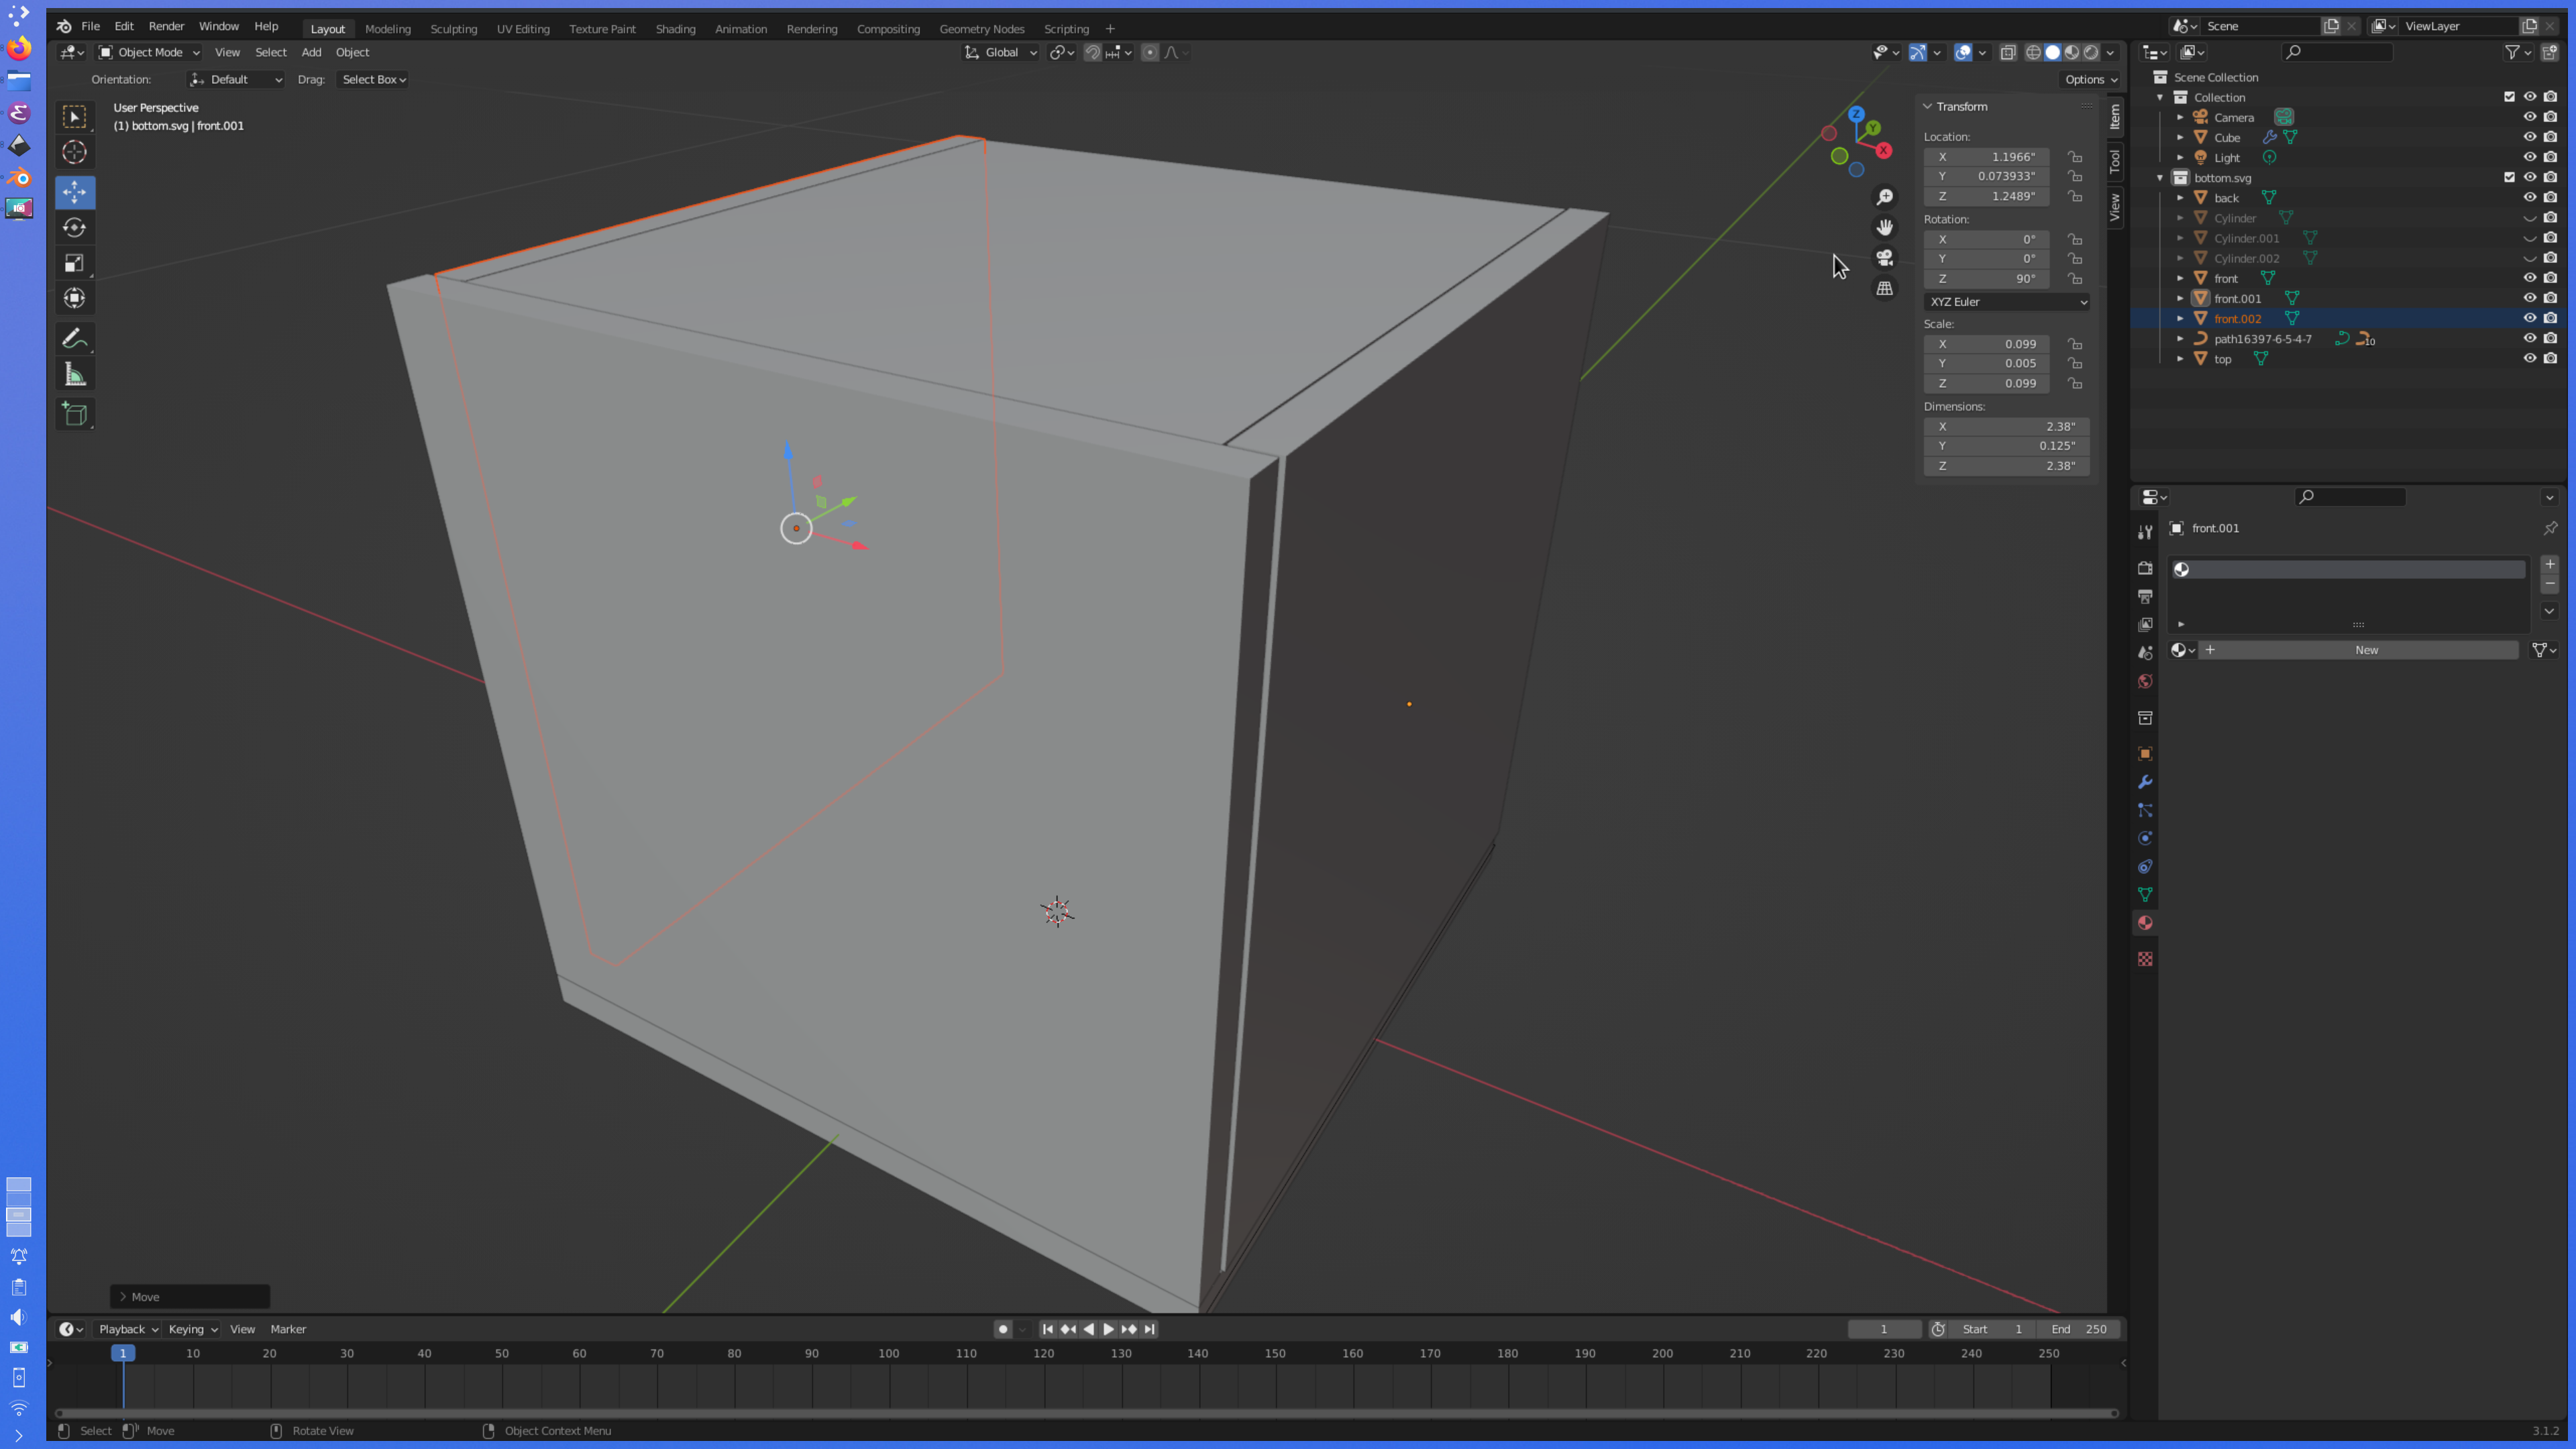 File Edit Render Window Help Layout Modeling Sculpting UV Editing Texture Paint Shading Animation Rendering Compositing Geometry Nodes Scripting + Scene ViewLayer
Object Mode View Select Add Object Global
Orientation: Default Drag: Select Box Options
User Perspective
(1) bottom.svg | front.001
Transform
Location:
X 1.1966"
Y 0.073933"
Z 1.2489"
Rotation:
X 0°
Y 0°
Z 90°
XYZ Euler
Scale:
X 0.099
Y 0.005
Z 0.099
Dimensions:
X 2.38"
Y 0.125"
Z 2.38"
Item
Tool
View
Z
Y
X
Scene Collection
Collection
Camera
Cube
Light
bottom.svg
back
Cylinder
Cylinder.001
Cylinder.002
front
front.001
front.002
path16397-6-5-4-7 10
top
front.001
New
Move
Playback Keying View Marker 1 Start 1 End 250
1 10 20 30 40 50 60 70 80 90 100 110 120 130 140 150 160 170 180 190 200 210 220 230 240 250
Select Move Rotate View Object Context Menu 3.1.2